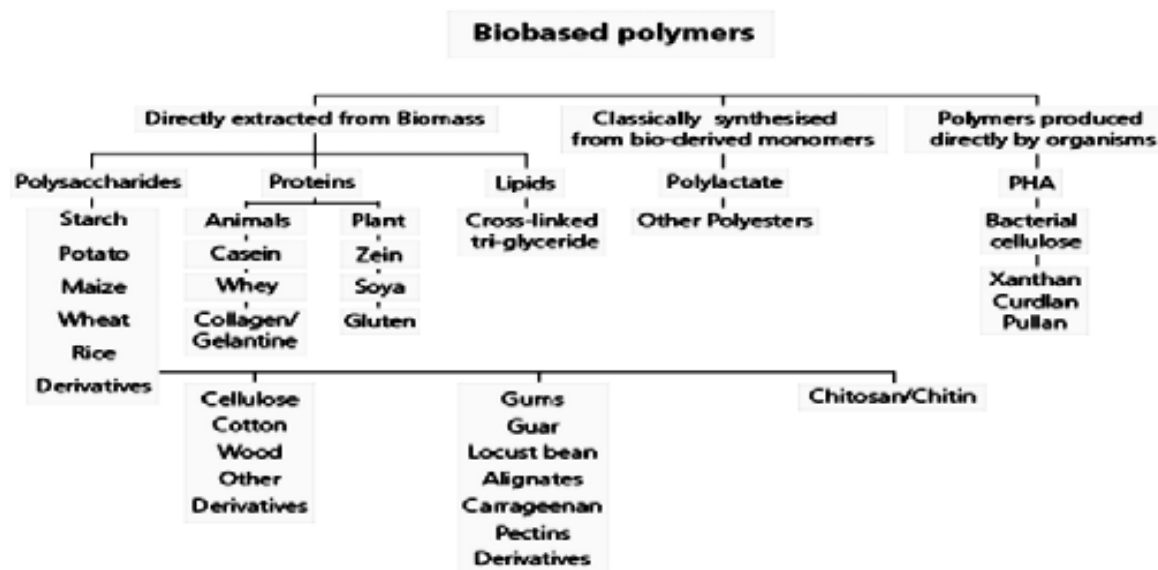 Biobased polymers
Directly extracted from Biomass
Classically synthesised
from bio-derived monomers
Polymers produced
directly by organisms
Polysaccharides
Proteins
Lipids
Polylactate
PHA
Starch
Potato
Maize
Wheat
Rice
Derivatives
Animals
Casein
Whey
Collagen/
Gelantine
Plant
Zein
Soya
Gluten
Cross-linked
tri-glyceride
Other Polyesters
Bacterial
cellulose
Xanthan
Curdlan
Pullan
Cellulose
Cotton
Wood
Other
Derivatives
Gums
Guar
Locust bean
Alignates
Carrageenan
Pectins
Derivatives
Chitosan/Chitin